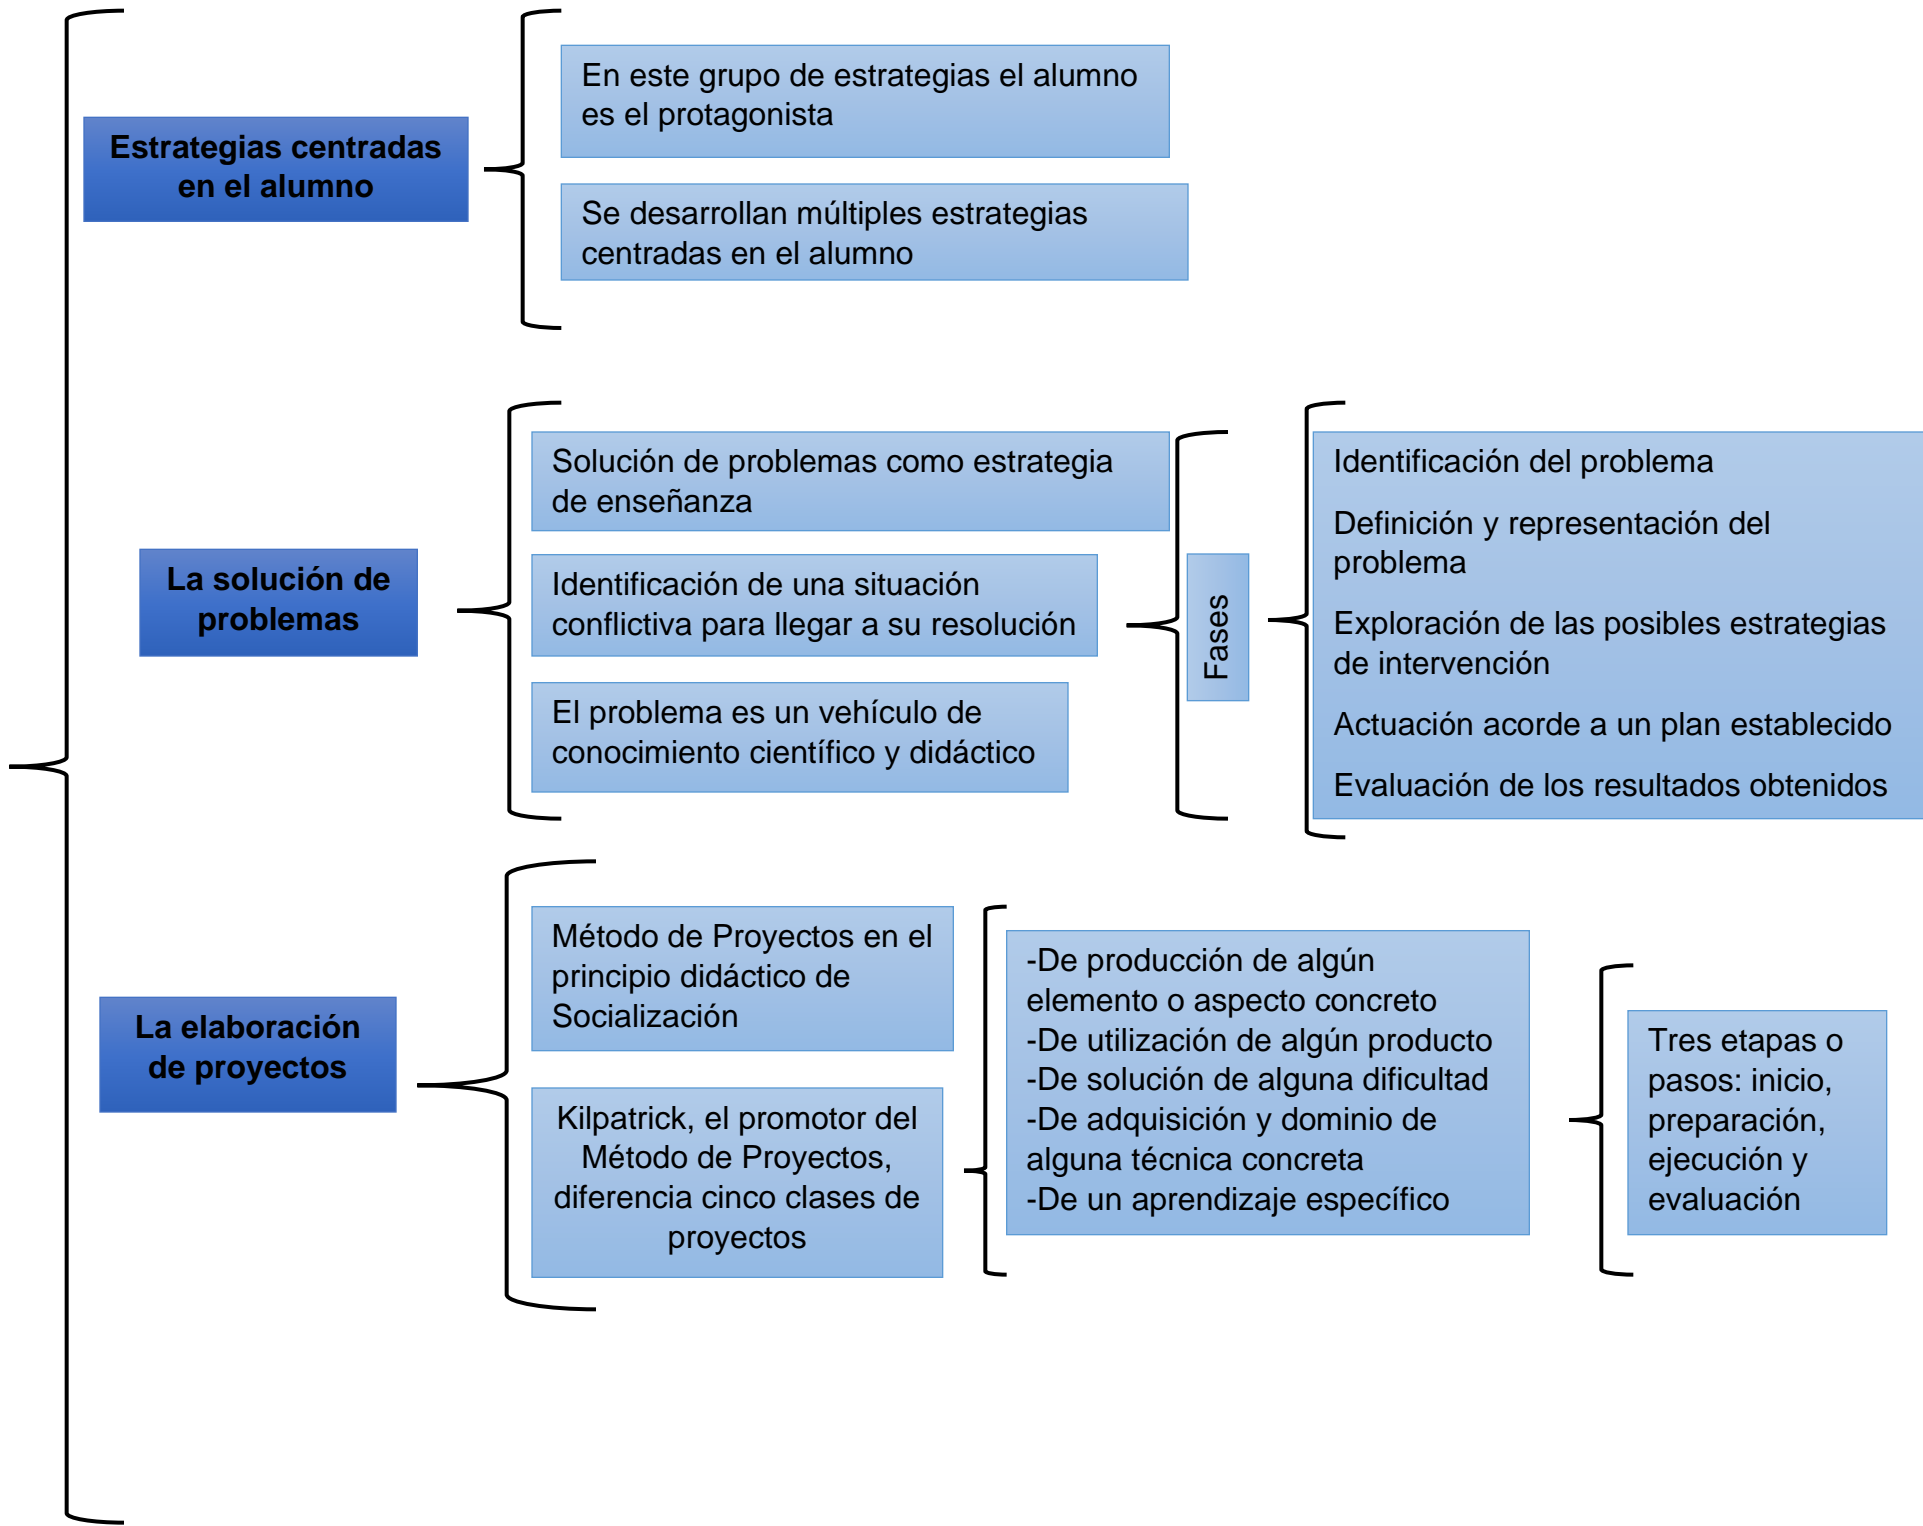 Estrategias centradas
en el alumno
En este grupo de estrategias el alumno
es el protagonista
Se desarrollan múltiples estrategias
centradas en el alumno
La solución de
problemas
Solución de problemas como estrategia
de enseñanza
Identificación de una situación
conflictiva para llegar a su resolución
El problema es un vehículo de
conocimiento científico y didáctico
Fases
Identificación del problema
Definición y representación del
problema
Exploración de las posibles estrategias
de intervención
Actuación acorde a un plan establecido
Evaluación de los resultados obtenidos
La elaboración
de proyectos
Método de Proyectos en el
principio didáctico de
Socialización
Kilpatrick, el promotor del
Método de Proyectos,
diferencia cinco clases de
proyectos
-De producción de algún
elemento o aspecto concreto
-De utilización de algún producto
-De solución de alguna dificultad
-De adquisición y dominio de
alguna técnica concreta
-De un aprendizaje específico
Tres etapas o
pasos: inicio,
preparación,
ejecución y
evaluación